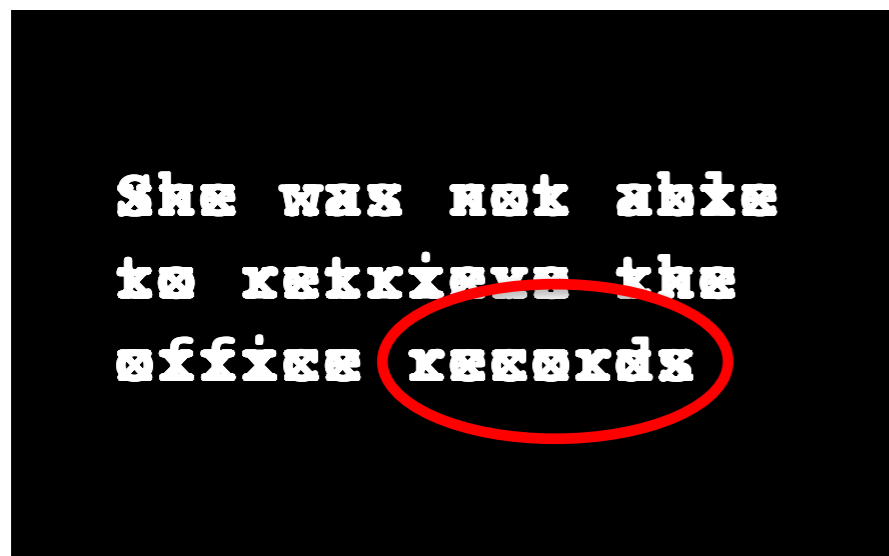 She was not able
to retrieve the
office records